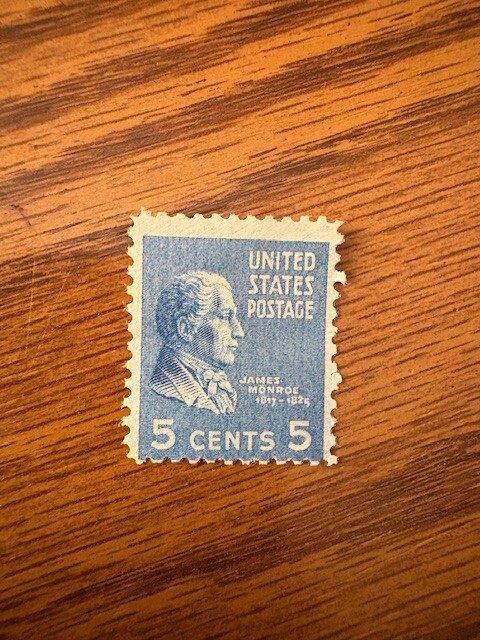 UNITED
STATES
POSTAGE
JAMES
MONROE
1817-1825
5 CENTS 5